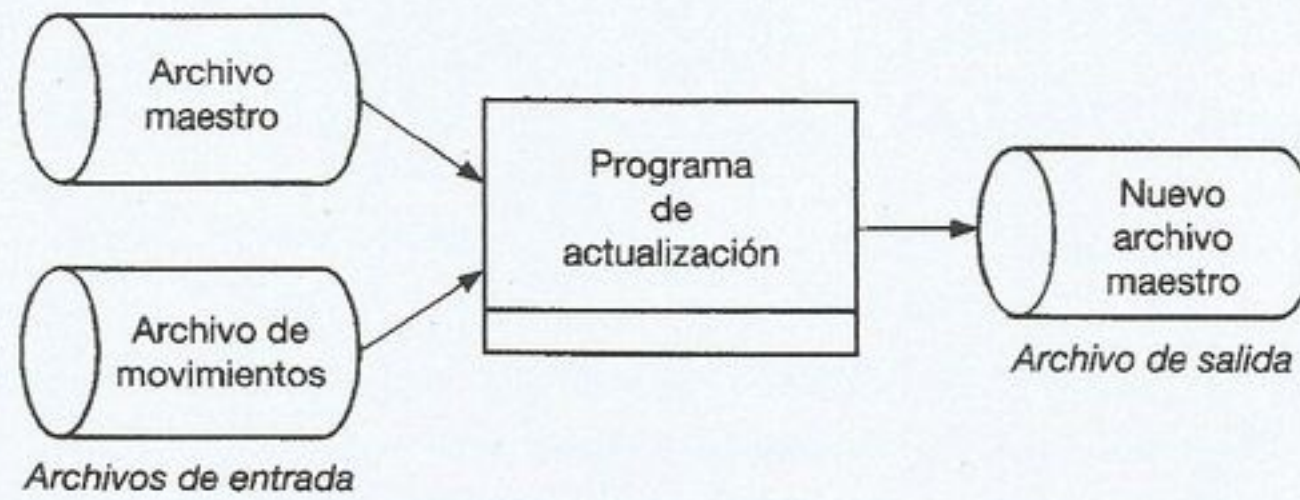 Archivo
maestro
Archivo de
movimientos
Archivos de entrada
Programa
de
actualización
Nuevo
archivo
maestro
Archivo de salida